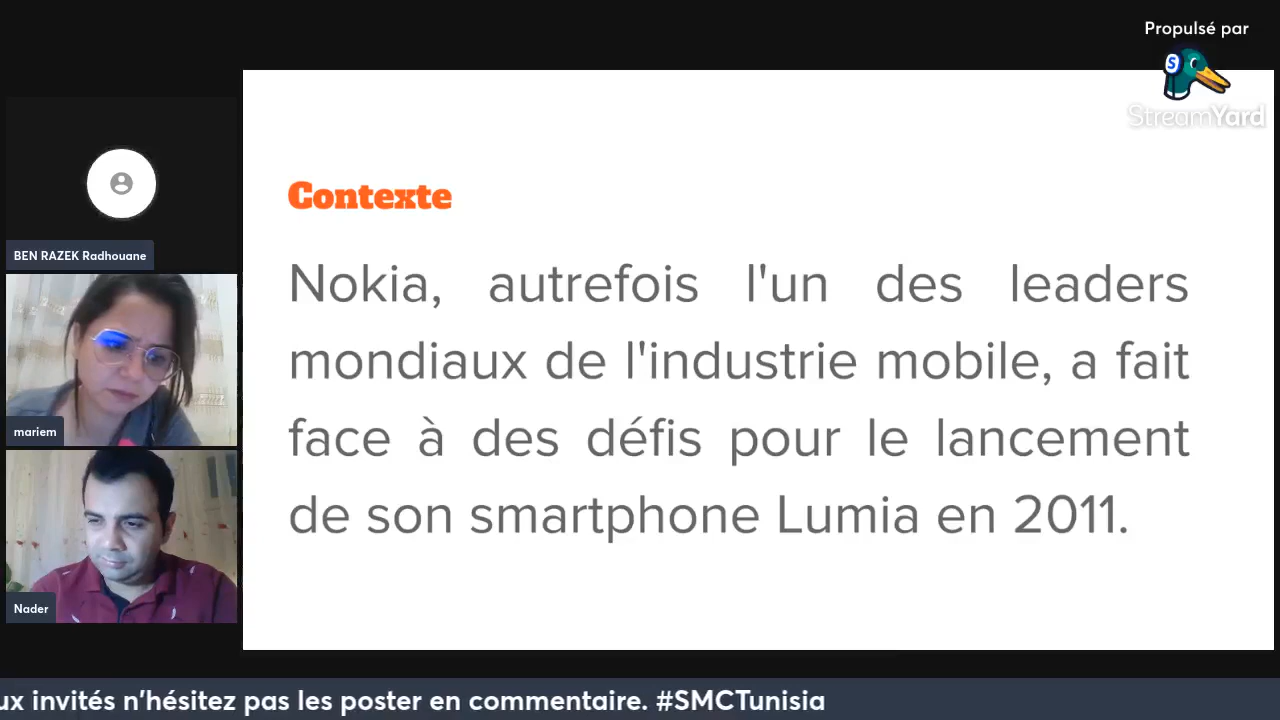 Propulsé par
S
StreamYard
BEN RAZEK Radhouane
mariem
Nader
Contexte
Nokia, autrefois l'un des leaders
mondiaux de l'industrie mobile, a fait
face à des défis pour le lancement
de son smartphone Lumia en 2011.
ux invités n'hésitez pas les poster en commentaire. #SMCTunisia